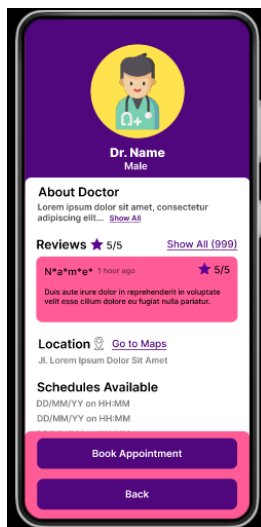 Dr. Name
Male
About Doctor
Lorem ipsum dolor sit amet, consectetur
adipiscing elit... Show All
Reviews ★ 5/5 Show All (999)
N*a*m*e* 1 hour ago ★ 5/5
Duis aute irure dolor in reprehenderit in voluptate
velit esse cillum dolore eu fugiat nulla pariatur.
Location Go to Maps
Jl. Lorem Ipsum Dolor Sit Amet
Schedules Available
DD/MM/YY on HH:MM
DD/MM/YY on HH:MM
Book Appointment
Back